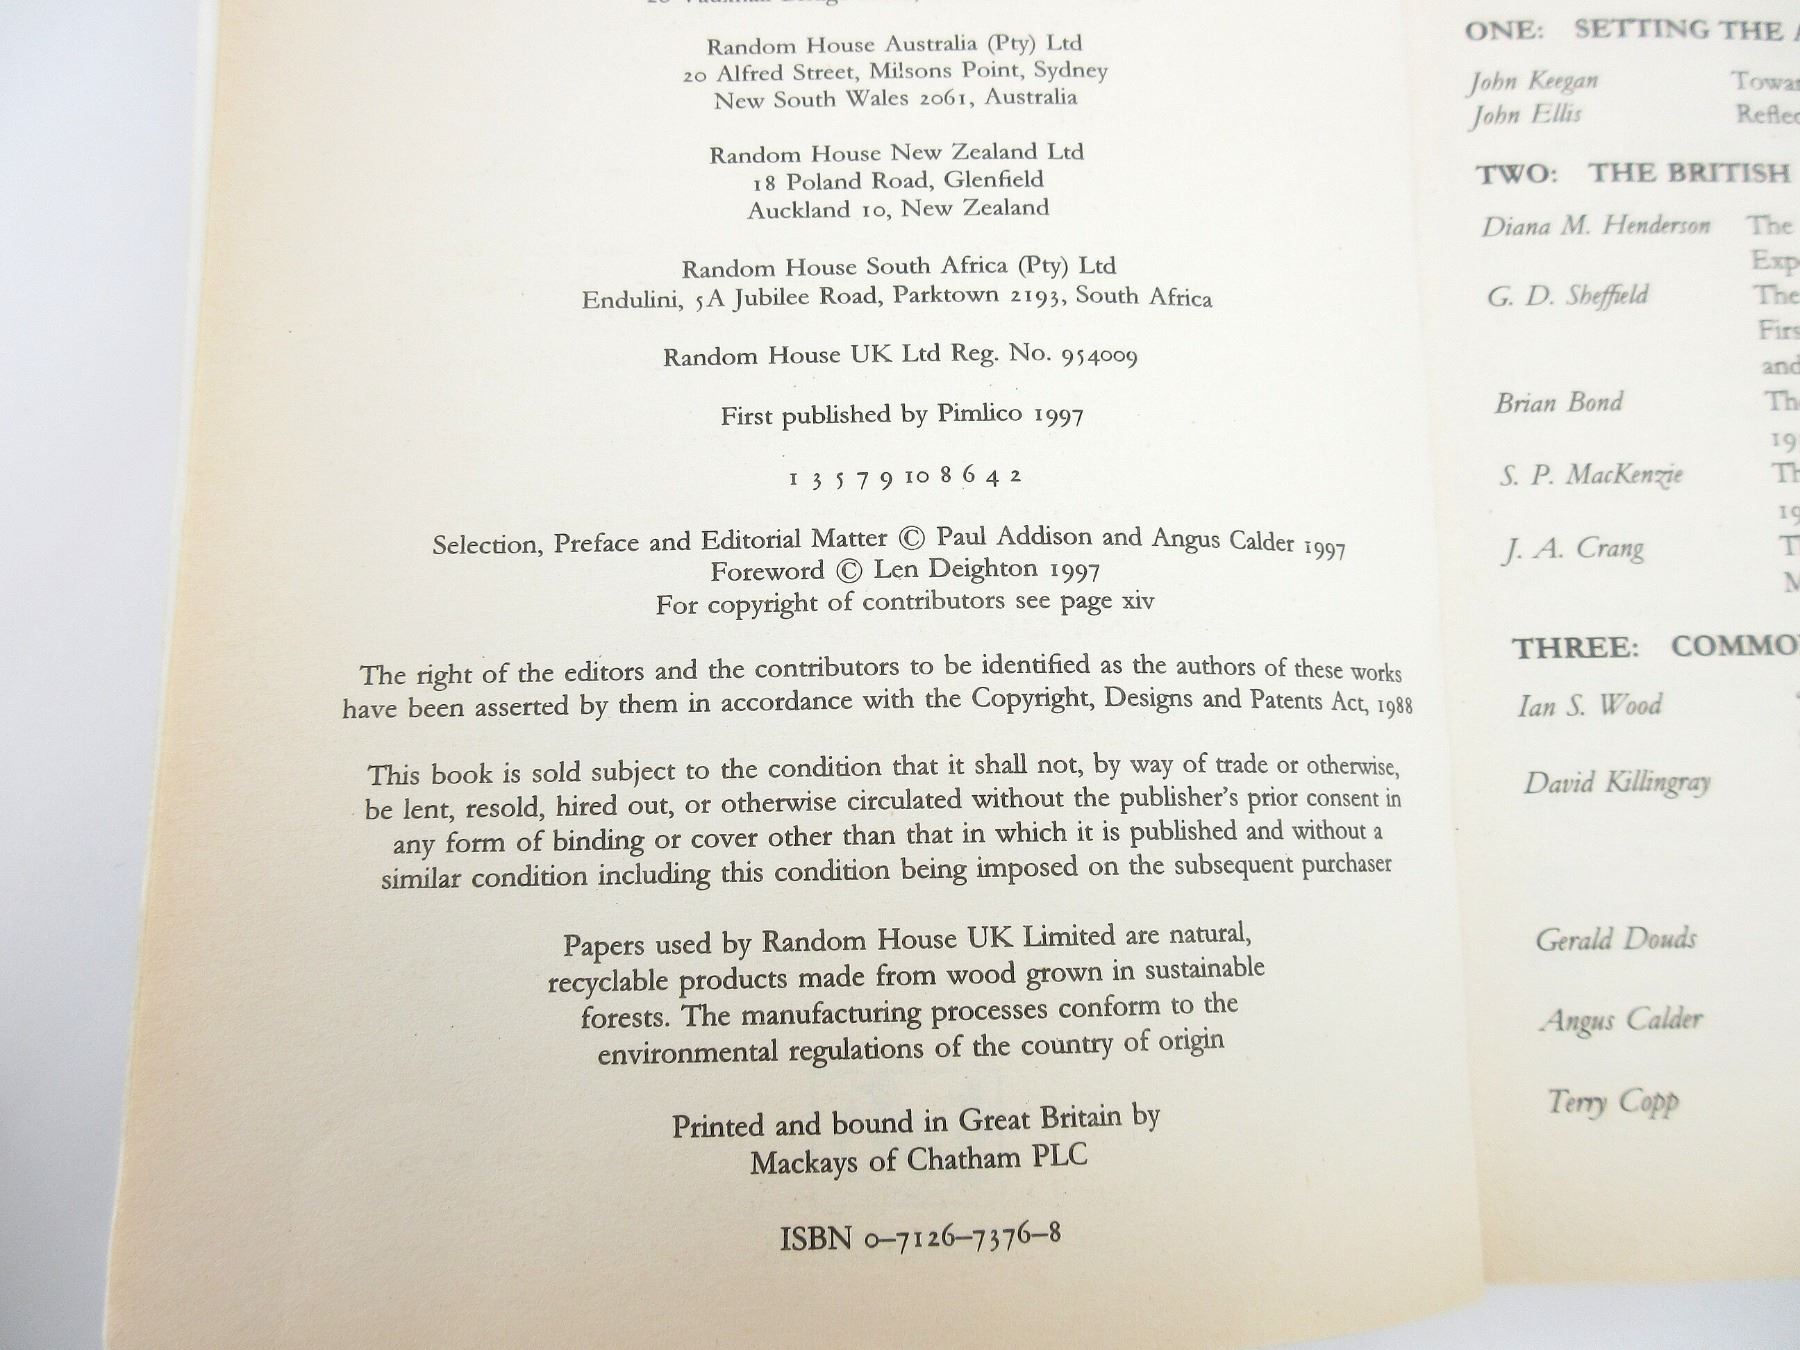 Random House Australia (Pty) Ltd
20 Alfred Street, Milsons Point, Sydney
New South Wales 2061, Australia
Random House New Zealand Ltd
18 Poland Road, Glenfield
Auckland 10, New Zealand
Random House South Africa (Pty) Ltd
Endulini, 5A Jubilee Road, Parktown 2193, South Africa
Random House UK Ltd Reg. No. 954009
First published by Pimlico 1997
1 3 5 7 9 10 8 6 4 2
Selection, Preface and Editorial Matter © Paul Addison and Angus Calder 1997
Foreword © Len Deighton 1997
For copyright of contributors see page xiv
The right of the editors and the contributors to be identified as the authors of these works
have been asserted by them in accordance with the Copyright, Designs and Patents Act, 1988
This book is sold subject to the condition that it shall not, by way of trade or otherwise,
be lent, resold, hired out, or otherwise circulated without the publisher's prior consent in
any form of binding or cover other than that in which it is published and without a
similar condition including this condition being imposed on the subsequent purchaser
Papers used by Random House UK Limited are natural,
recyclable products made from wood grown in sustainable
forests. The manufacturing processes conform to the
environmental regulations of the country of origin
Printed and bound in Great Britain by
Mackays of Chatham PLC
ISBN 0-7126-7376-8
ONE: SETTING THE
John Keegan
John Ellis
TWO: THE BRITISH
Diana M. Henderson The
G. D. Sheffield The
and
Brian Bond
S. P. MacKenzie
J. A. Crang
THREE:
Ian S. Wood
David Killingray
Gerald Douds
Angus Calder
Terry Copp